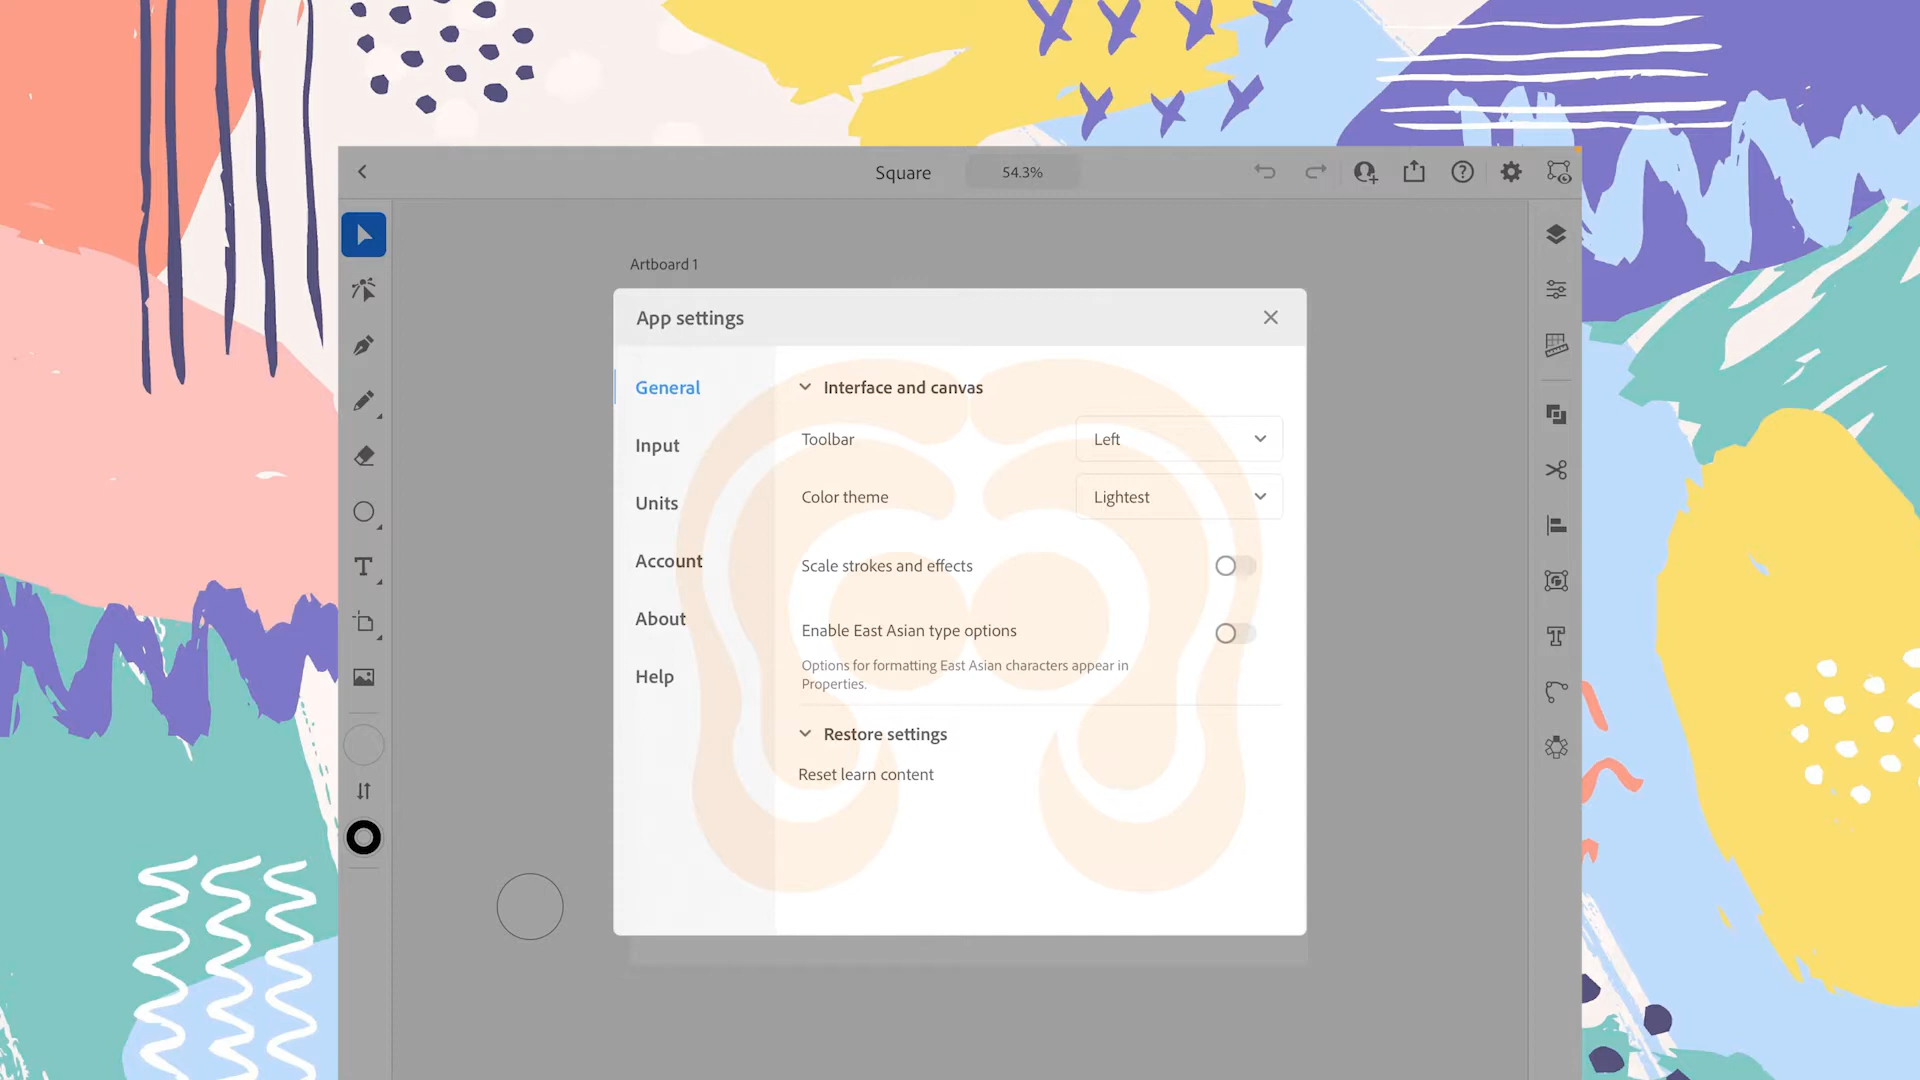 Square
54.3%
Artboard 1
App settings
General
Input
Units
Account
About
Help
Interface and canvas
Toolbar
Left
Color theme
Lightest
Scale strokes and effects
Enable East Asian type options
Options for formatting East Asian characters appear in
Properties.
Restore settings
Reset learn content